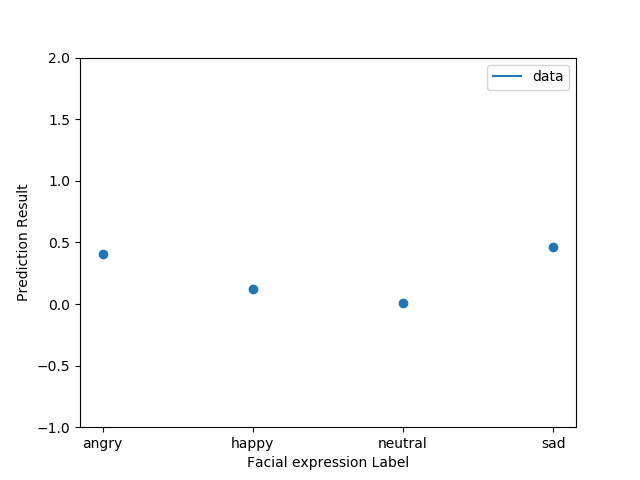 data
2.0
1.5
1.0
0.5
0.0
−0.5
−1.0
Prediction Result
angry happy neutral sad
Facial expression Label